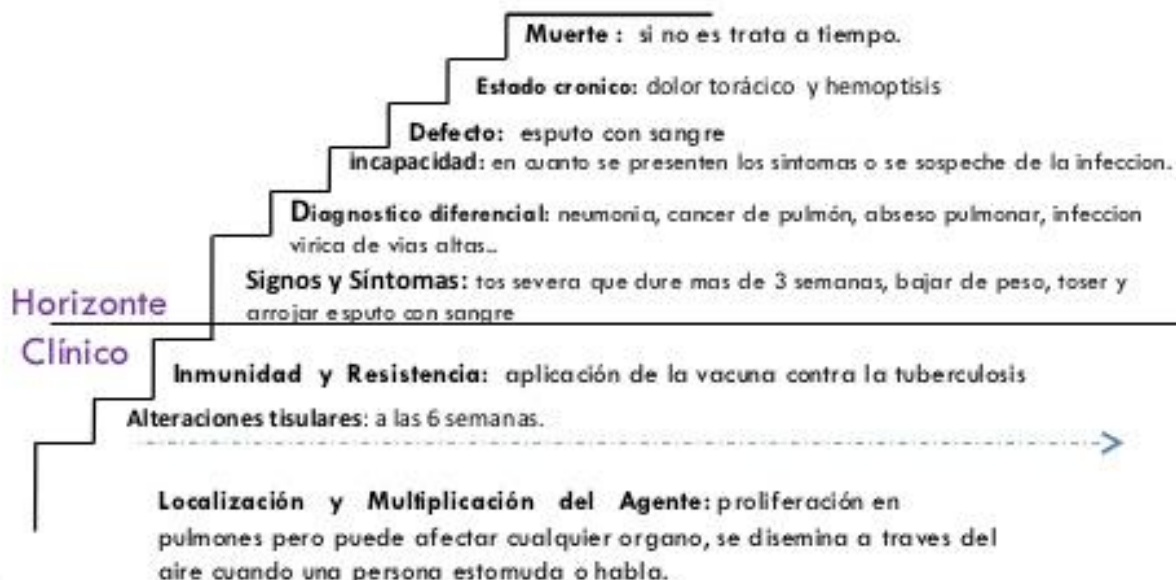 Muerte : si no es trata a tiempo.
Estado cronico: dolor torácico y hemoptisis
Defecto: esputo con sangre
incapacidad: en cuanto se presenten los sintomas o se sospeche de la infeccion.
Diagnostico diferencial: neumonia, cancer de pulmón, abseso pulmonar, infeccion
virica de vias altas...
Signos y Síntomas: tos severa que dure mas de 3 semanas, bajar de peso, toser y
arrojar esputo con sangre
Horizonte
Clínico
Inmunidad y Resistencia: aplicación de la vacuna contra la tuberculosis
Alteraciones tisulares: a las 6 semanas.
Localización y Multiplicación del Agente: proliferación en
pulmones pero puede afectar cualquier organo, se disemina a traves del
aire cuando una persona estornuda o habla.